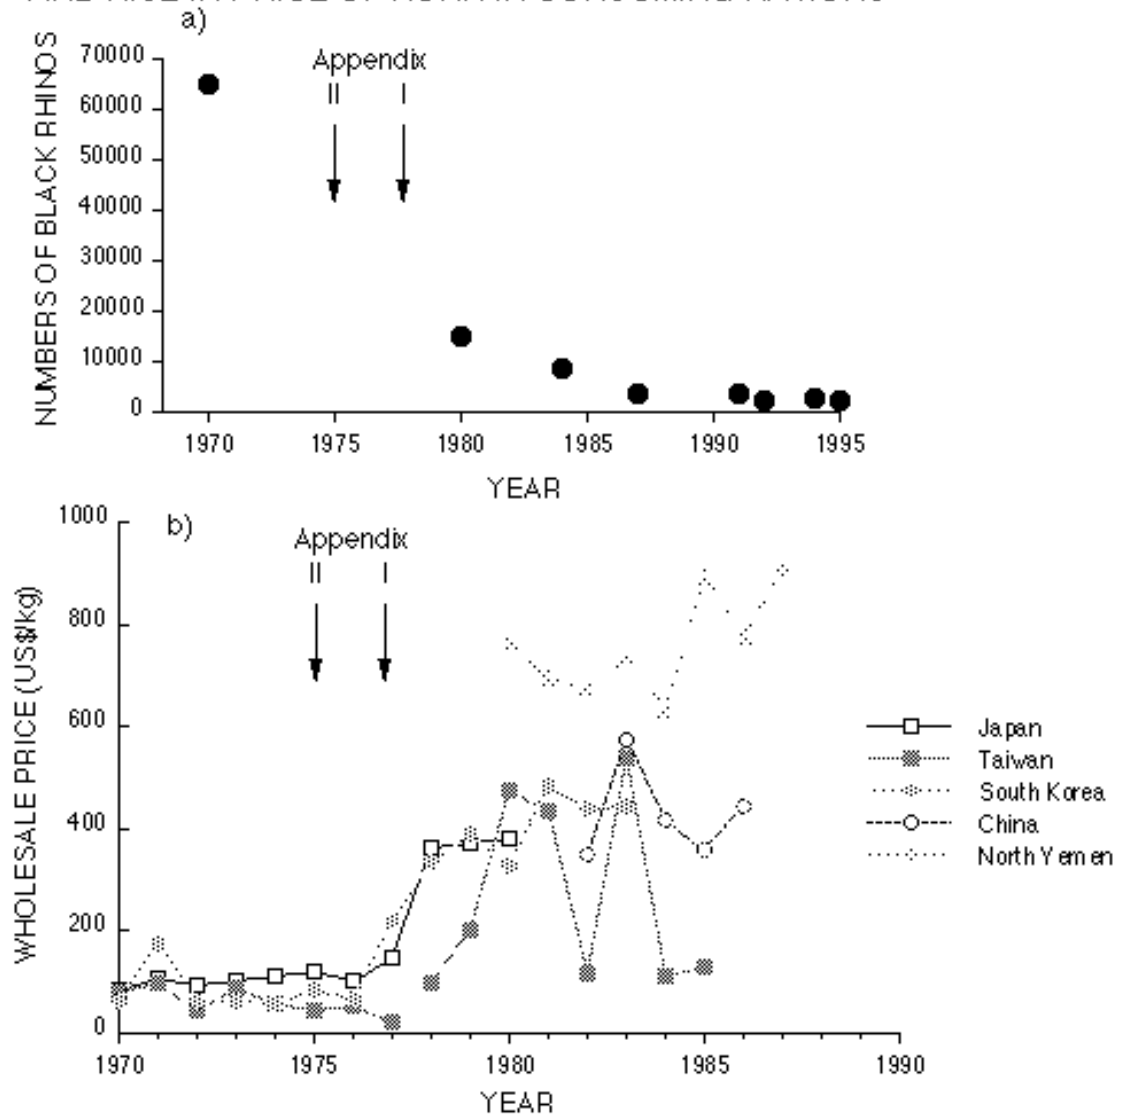 a)
Appendix
II I
NUMBERS OF BLACK RHINOS
70000
60000
50000
40000
30000
20000
10000
0
1970 1975 1980 1985 1990 1995
YEAR
b)
Appendix
II I
WHOLESALE PRICE (US$/kg)
1000
800
600
400
200
0
Japan
Taiwan
South Korea
China
North Yemen
1970 1975 1980 1985 1990
YEAR